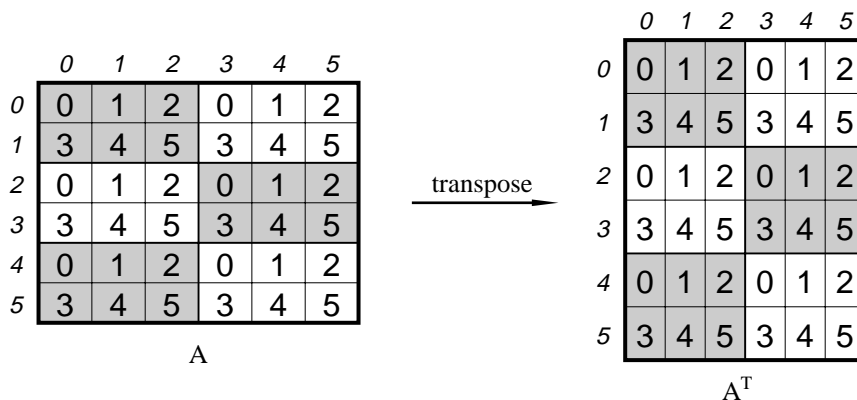 0 1 2 3 4 5
0 0 1 2 0 1 2
1 3 4 5 3 4 5
2 0 1 2 0 1 2
3 3 4 5 3 4 5
4 0 1 2 0 1 2
5 3 4 5 3 4 5
A
transpose
0 1 2 3 4 5
0 0 1 2 0 1 2
1 3 4 5 3 4 5
2 0 1 2 0 1 2
3 3 4 5 3 4 5
4 0 1 2 0 1 2
5 3 4 5 3 4 5
A^T